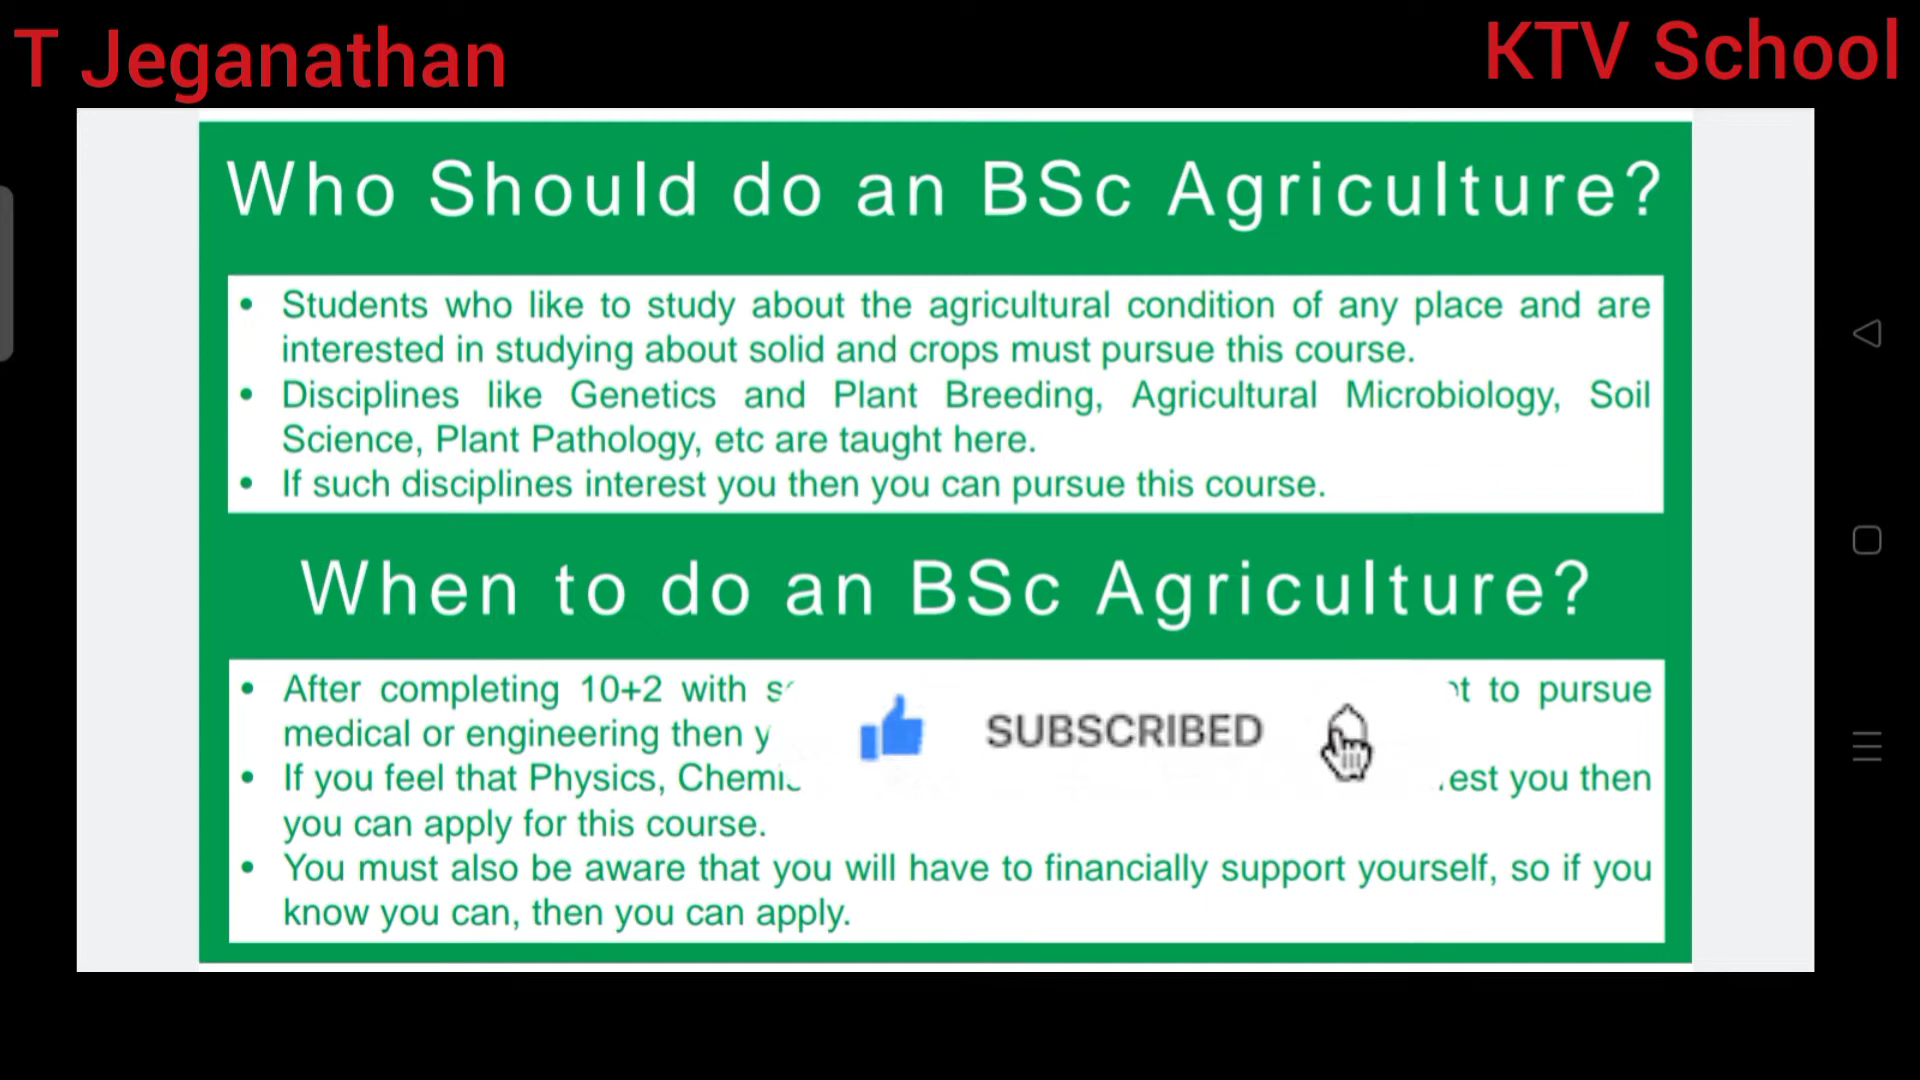 T Jeganathan
KTV School
Who Should do an BSc Agriculture?
• Students who like to study about the agricultural condition of any place and are
interested in studying about solid and crops must pursue this course.
• Disciplines like Genetics and Plant Breeding, Agricultural Microbiology, Soil
Science, Plant Pathology, etc are taught here.
• If such disciplines interest you then you can pursue this course.
When to do an BSc Agriculture?
• After completing 10+2 with to pursue
medical or engineering then
SUBSCRIBED
• If you feel that Physics, you then
you can apply for this course.
• You must also be aware that you will have to financially support yourself, so if you
know you can, then you can apply.